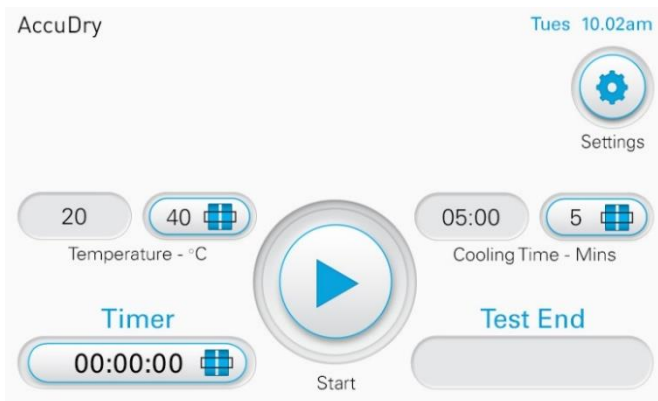 AccuDry
Tues 10.02am
Settings
20
40
05:00
5
Temperature - °C
Cooling Time - Mins
Timer
Test End
00:00:00
Start